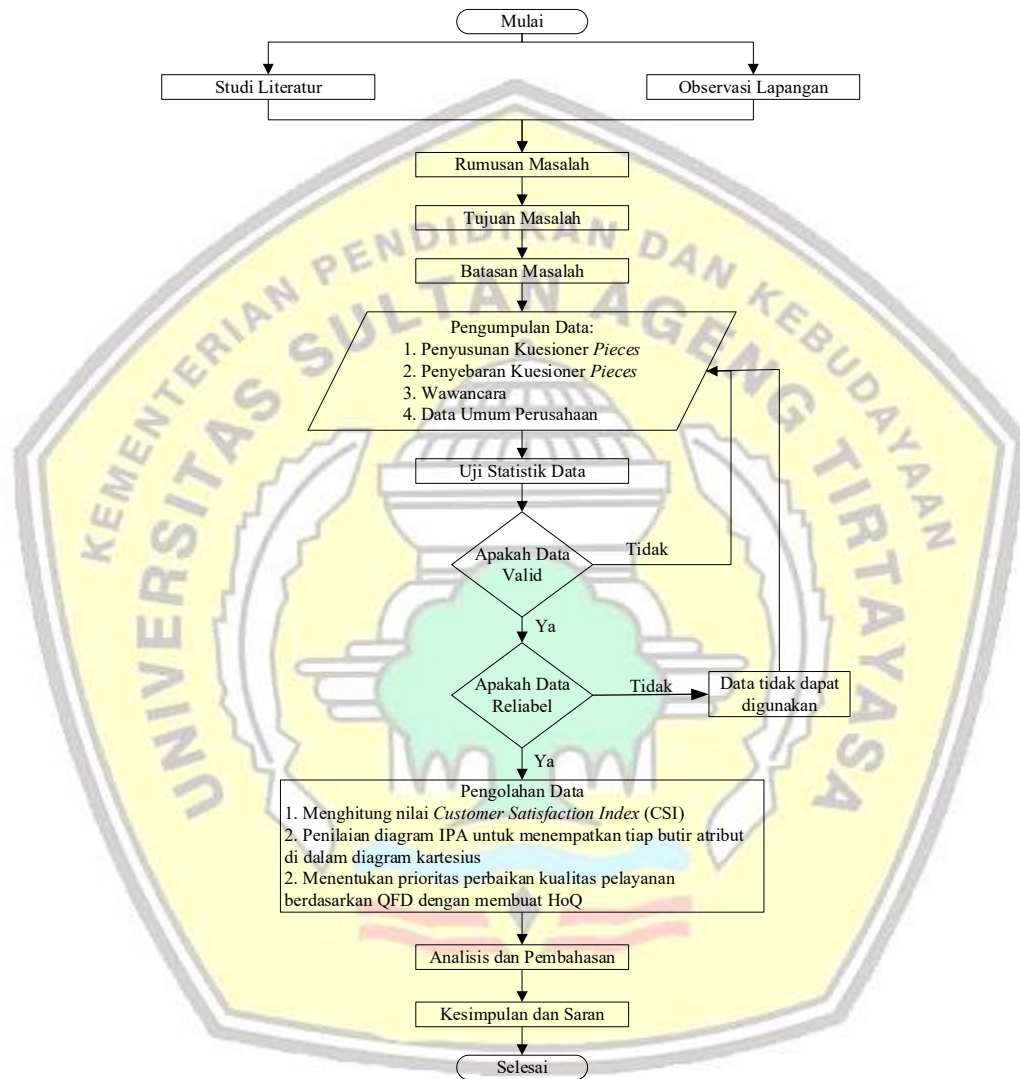 Mulai
Studi Literatur
Observasi Lapangan
Rumusan Masalah
Tujuan Masalah
Batasan Masalah
Pengumpulan Data:
1. Penyusunan Kuesioner Pieces
2. Penyebaran Kuesioner Pieces
3. Wawancara
4. Data Umum Perusahaan
Uji Statistik Data
Apakah Data
Valid
Tidak
Ya
Apakah Data
Reliabel
Tidak
Data tidak dapat
digunakan
Ya
Pengolahan Data
1. Menghitung nilai Customer Satisfaction Index (CSI)
2. Penilaian diagram IPA untuk menempatkan tiap butir atribut
di dalam diagram kartesius
2. Menentukan prioritas perbaikan kualitas pelayanan
berdasarkan QFD dengan membuat HoQ
Analisis dan Pembahasan
Kesimpulan dan Saran
Selesai
KEMENTERIAN PENDIDIKAN DAN KEBUDAYAAN
UNIVERSITAS SULTAN AGENG TIRTAYASA